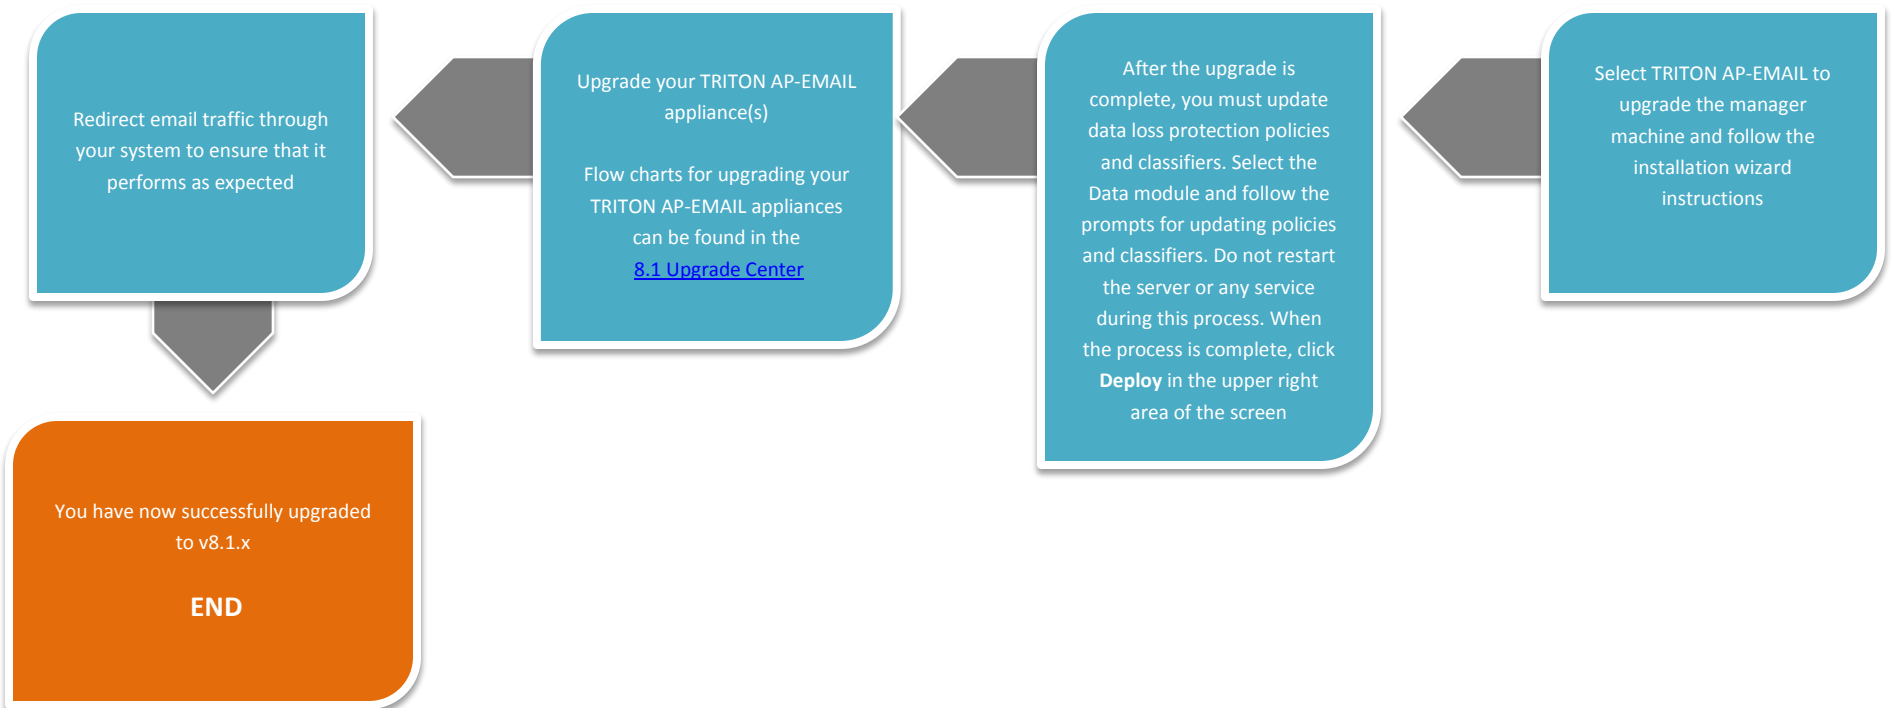 Redirect email traffic through
your system to ensure that it
performs as expected
Upgrade your TRITON AP-EMAIL
appliance(s)
Flow charts for upgrading your
TRITON AP-EMAIL appliances
can be found in the
8.1 Upgrade Center
After the upgrade is
complete, you must update
data loss protection policies
and classifiers. Select the
Data module and follow the
prompts for updating policies
and classifiers. Do not restart
the server or any service
during this process. When
the process is complete, click
Deploy in the upper right
area of the screen
Select TRITON AP-EMAIL to
upgrade the manager
machine and follow the
installation wizard
instructions
You have now successfully upgraded
to v8.1.x
END